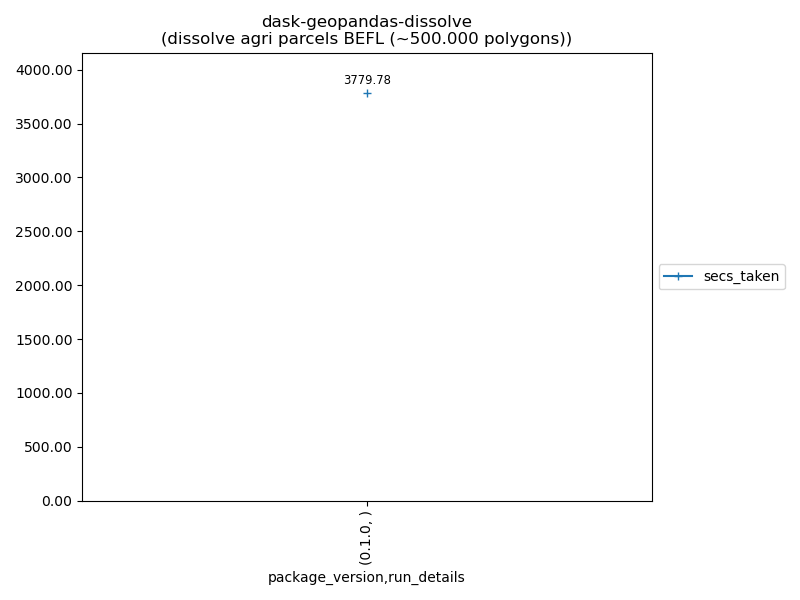 dask-geopandas-dissolve
(dissolve agri parcels BEFL (~500.000 polygons))
4000.00
3500.00
3000.00
2500.00
2000.00
1500.00
1000.00
500.00
0.00
3779.78
secs_taken
(0.1.0, )
package_version,run_details